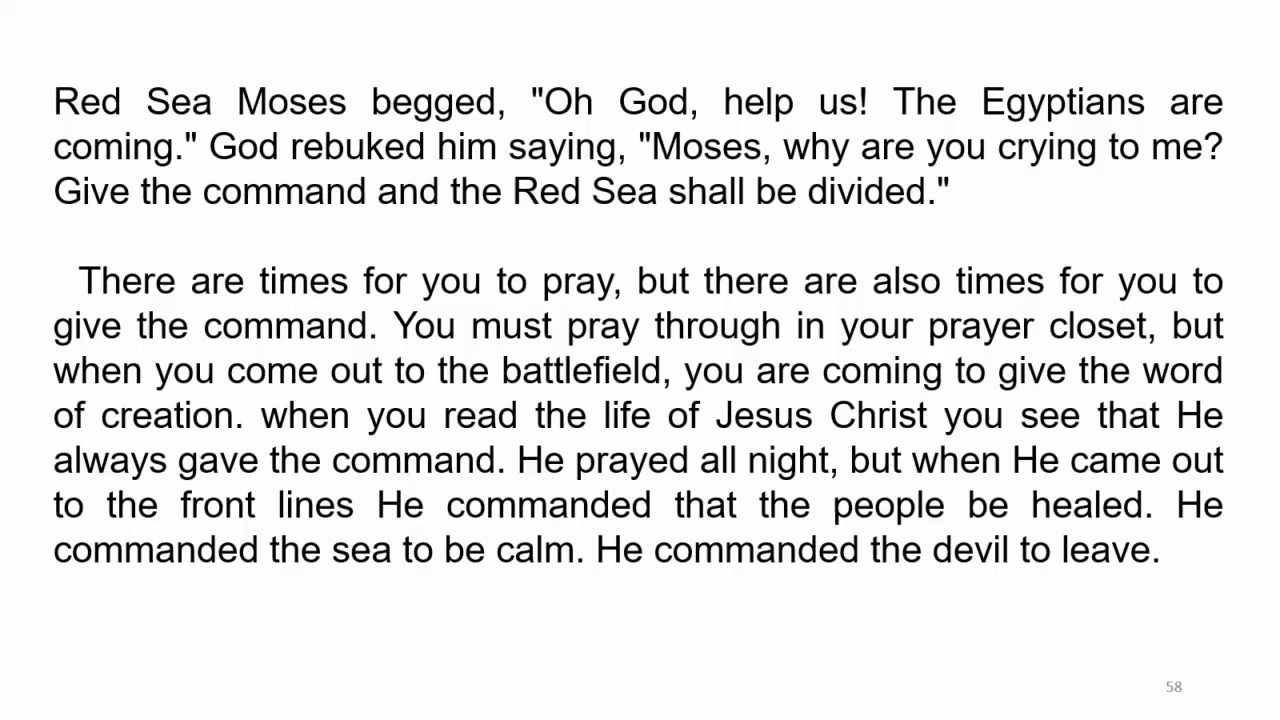 Red Sea Moses begged, "Oh God, help us! The Egyptians are
coming." God rebuked him saying, "Moses, why are you crying to me?
Give the command and the Red Sea shall be divided."
There are times for you to pray, but there are also times for you to
give the command. You must pray through in your prayer closet, but
when you come out to the battlefield, you are coming to give the word
of creation. when you read the life of Jesus Christ you see that He
always gave the command. He prayed all night, but when He came out
to the front lines He commanded that the people be healed. He
commanded the sea to be calm. He commanded the devil to leave.
58